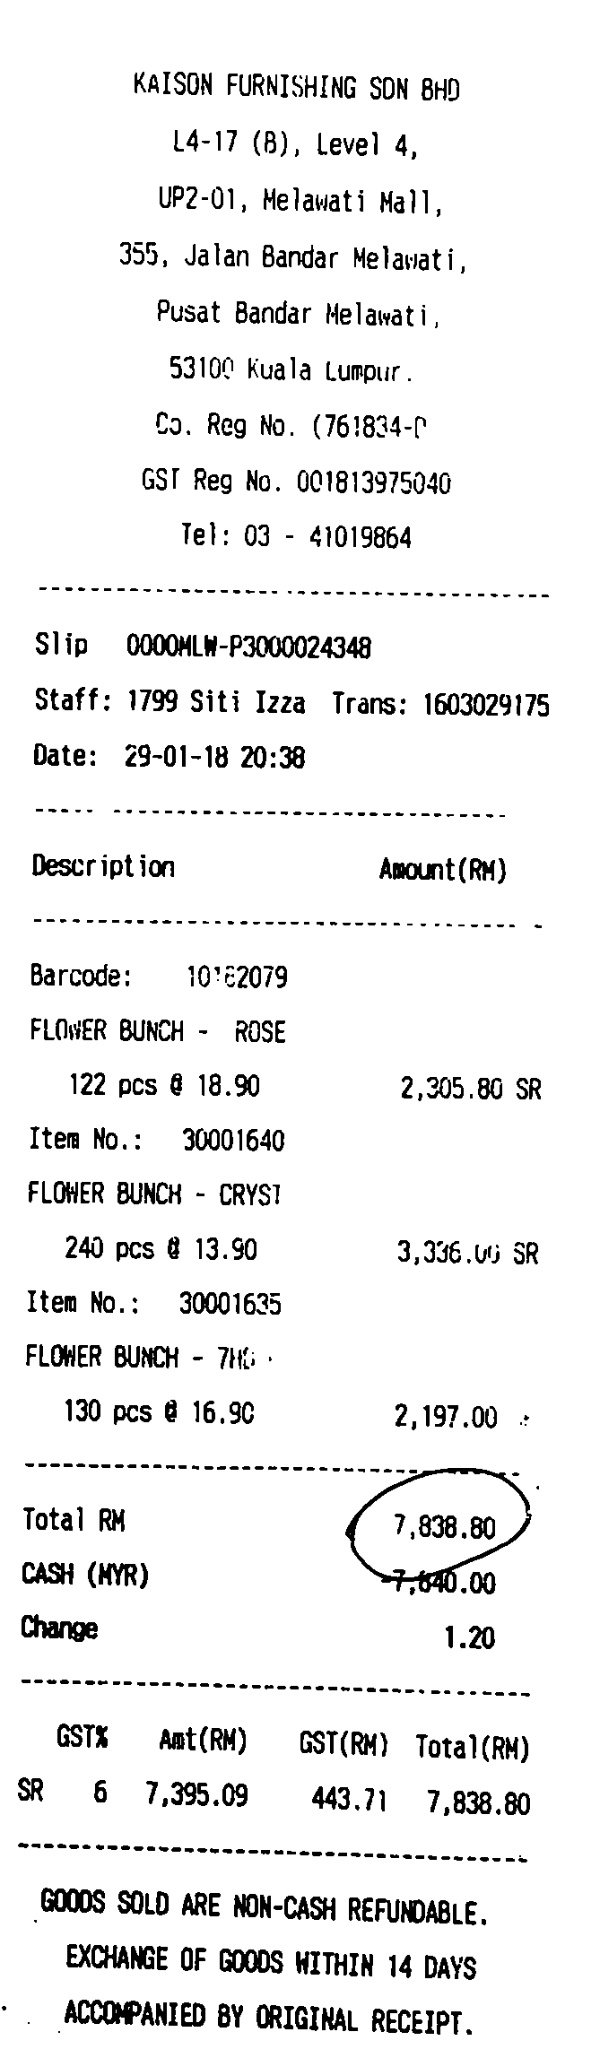 KAISON FURNISHING SDN BHD
L4-17 (B), Level 4,
UP2-01, Melawati Mall,
355, Jalan Bandar Melawati,
Pusat Bandar Melawati,
53100 Kuala Lumpur.
Co. Reg No. (761834-
GST Reg No. 001813975040
Tel: 03 - 41019864
Slip 0000MLW-P3000024348
Staff: 1799 Siti Izza Trans: 1603029175
Date: 29-01-18 20:38
Description Amount(RM)
Barcode:
FLOWER BUNCH - ROSE
122 pcs @ 18.90 2,305.80 SR
Item No.: 30001640
FLOWER BUNCH - CRYST
240 pcs @ 13.90 3,336.00 SR
Item No.: 30001635
FLOWER BUNCH -
130 pcs @ 16.90 2,197.00
Total RM 7,838.80
CASH (MYR) 7,840.00
Change 1.20
GST% Amt(RM) GST(RM) Total(RM)
SR 6 7,395.09 443.71 7,838.80
GOODS SOLD ARE NON-CASH REFUNDABLE.
EXCHANGE OF GOODS WITHIN 14 DAYS
ACCOMPANIED BY ORIGINAL RECEIPT.